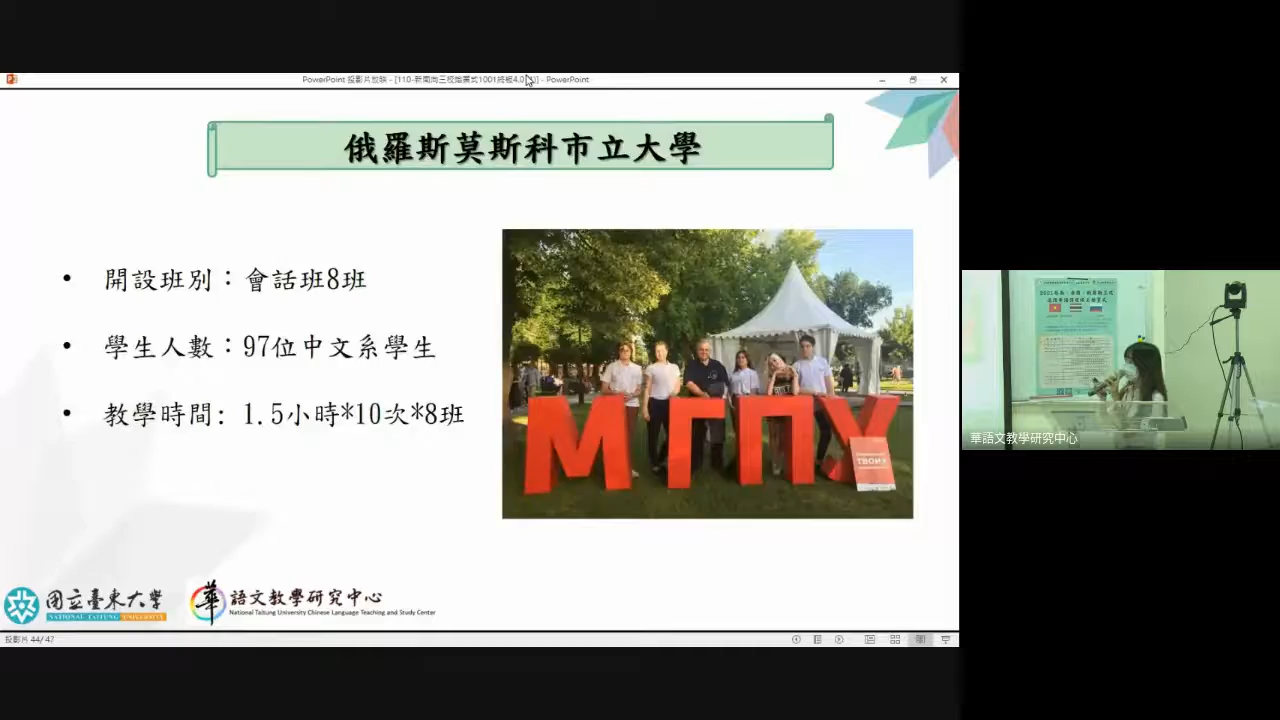 PowerPoint 投影片放映 - [110-新南向三校始業式1001終版4.0
] - PowerPoint
俄羅斯莫斯科市立大學
• 開設班別：會話班8班
• 學生人數：97位中文系學生
• 教學時間: 1.5小時*10次*8班
МГПУ
ТВОЙ
國立臺東大學
NATIONAL TAITUNG UNIVERSITY
華語文教學研究中心
National Taitung University Chinese Language Teaching and Study Center
投影片 44/47
華語文教學研究中心